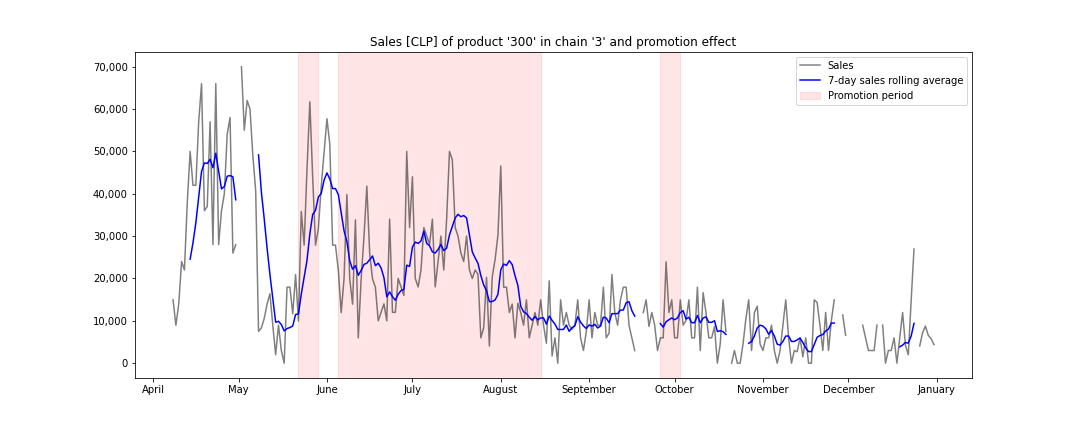 Sales [CLP] of product '300' in chain '3' and promotion effect
70,000
60,000
50,000
40,000
30,000
20,000
10,000
0
Sales
7-day sales rolling average
Promotion period
April May June July August September October November December January